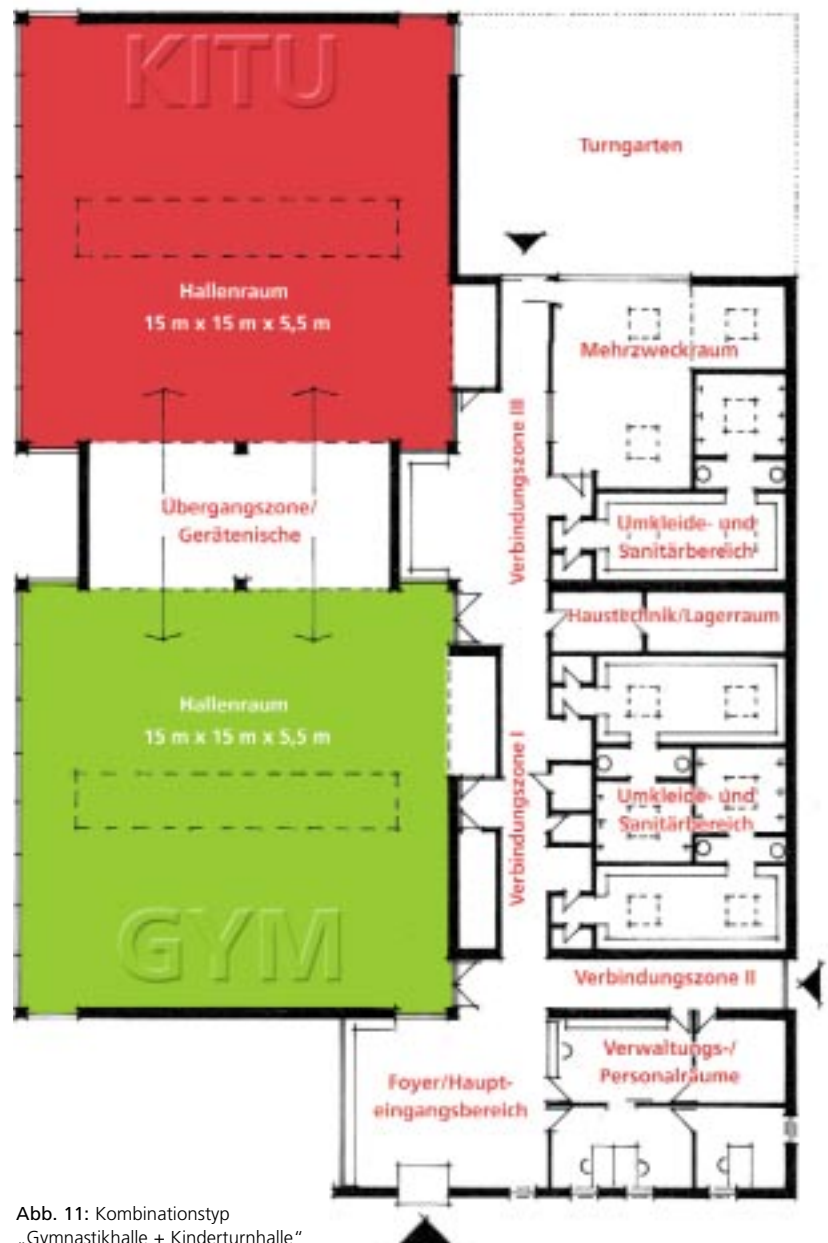 KITU
Turngarten
Hallenraum
15 m x 15 m x 5,5 m
Mehrzweckraum
Verbindungszone III
Übergangszone/
Gerätenische
Umkleide- und
Sanitärbereich
Haustechnik/Lagerraum
Hallenraum
15 m x 15 m x 5,5 m
Verbindungszone I
Umkleide- und
Sanitärbereich
GYM
Verbindungszone II
Verwaltungs-/
Personalräume
Foyer/Haupt-
eingangsbereich
Abb. 11: Kombinationstyp
„Gymnastikhalle + Kinderturnhalle“